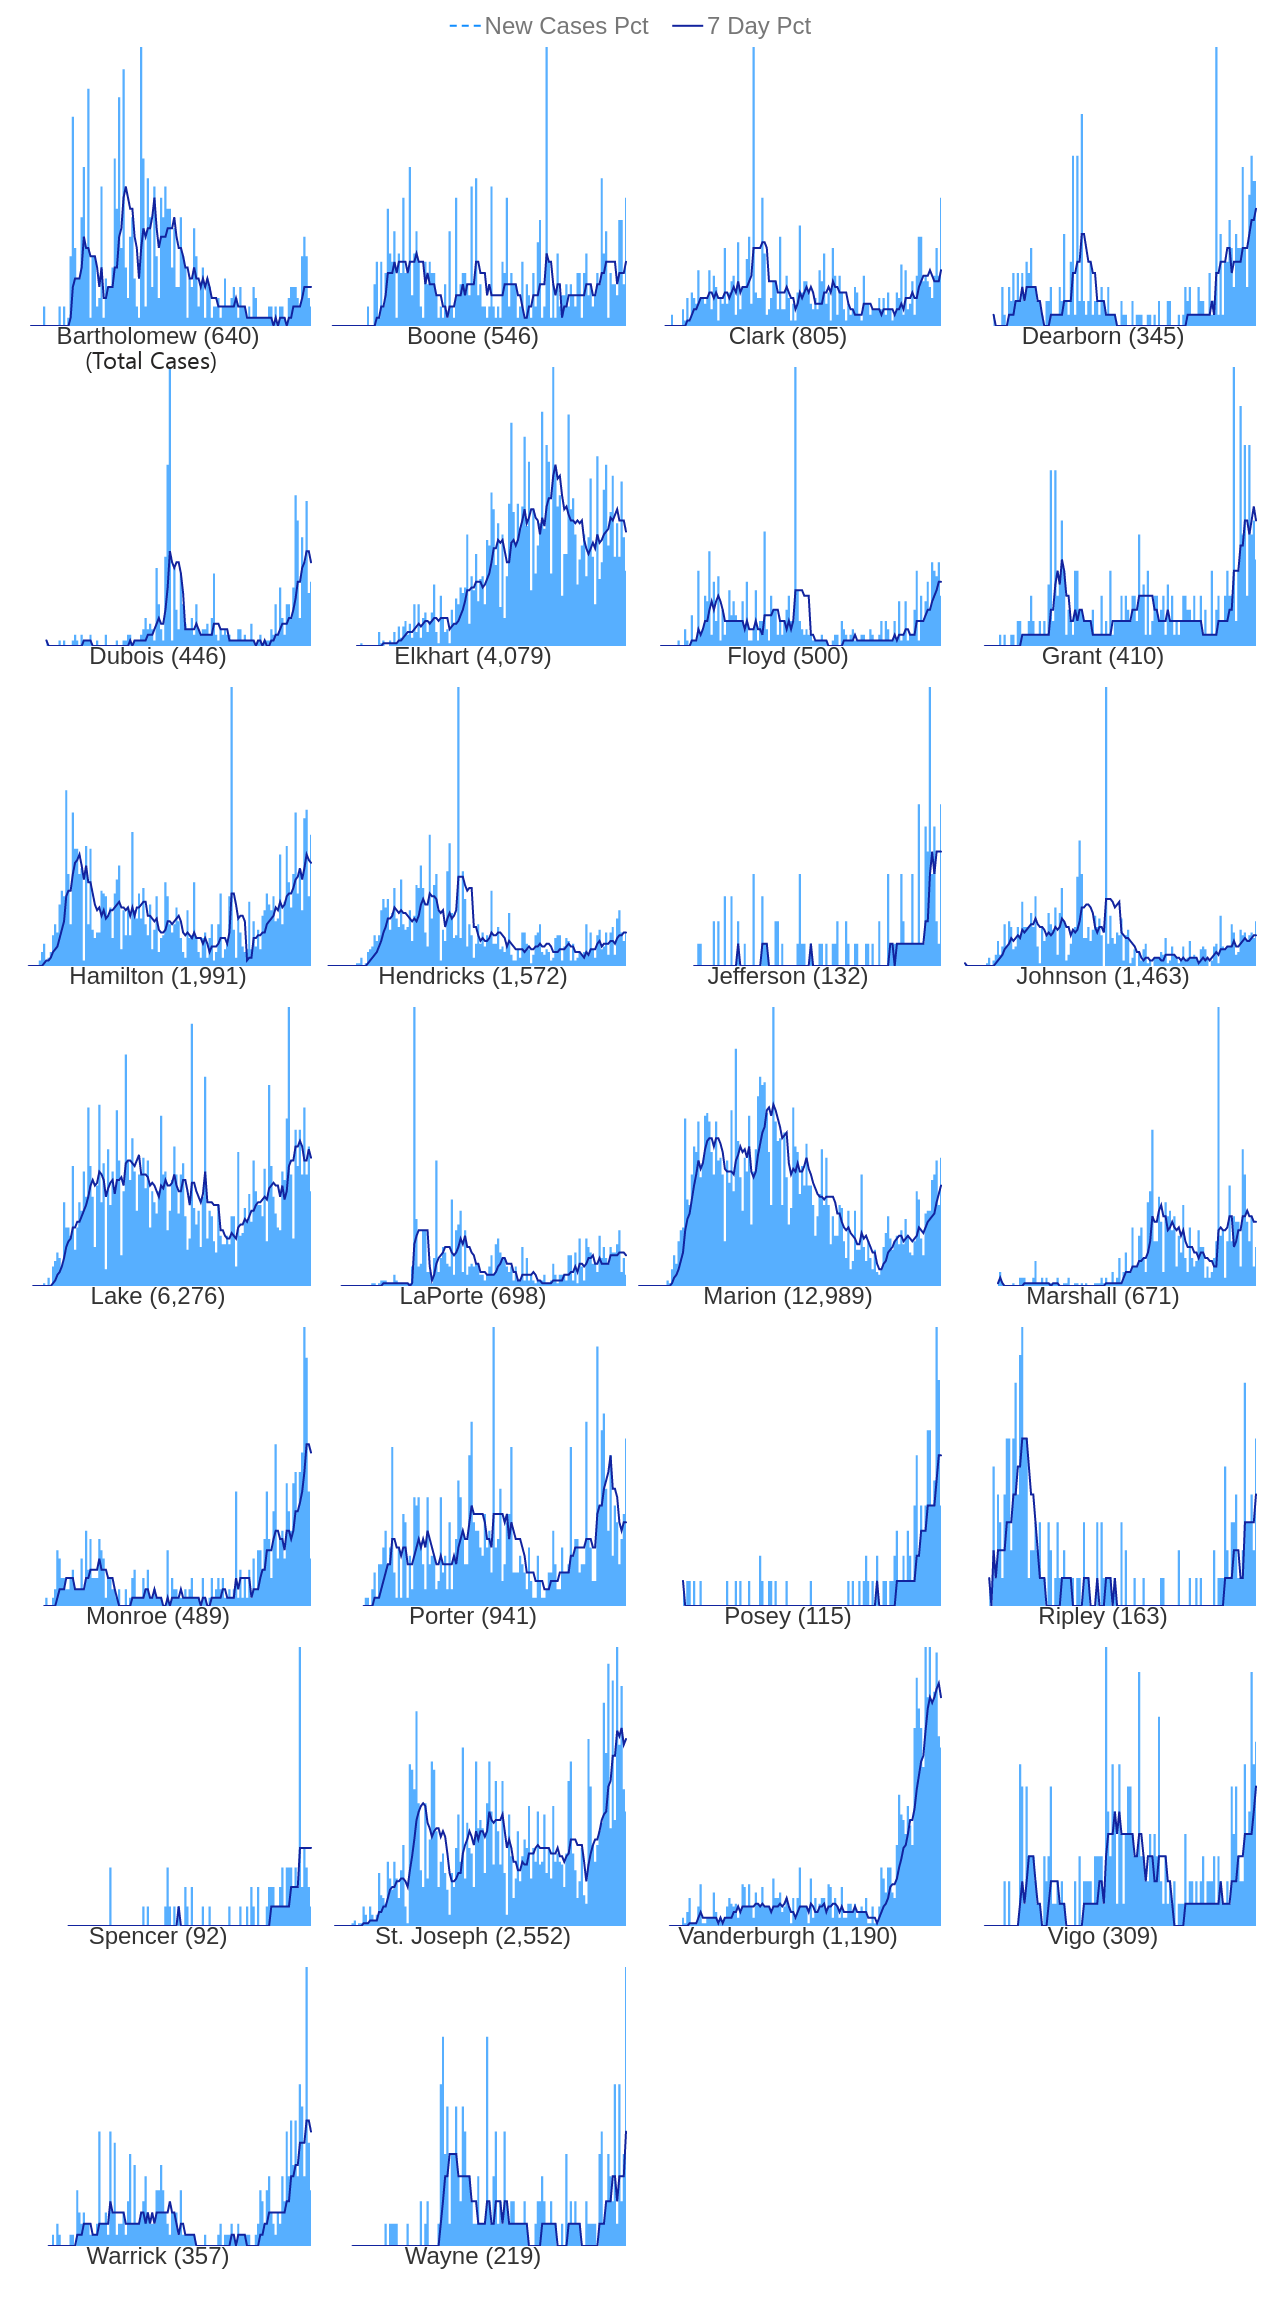 New Cases Pct 7 Day Pct
Bartholomew (640) Boone (546) Clark (805) Dearborn (345)
(Total Cases)
Dubois (446) Elkhart (4,079) Floyd (500) Grant (410)
Hamilton (1,991) Hendricks (1,572) Jefferson (132) Johnson (1,463)
Lake (6,276) LaPorte (698) Marion (12,989) Marshall (671)
Monroe (489) Porter (941) Posey (115) Ripley (163)
Spencer (92) St. Joseph (2,552) Vanderburgh (1,190) Vigo (309)
Warrick (357) Wayne (219)